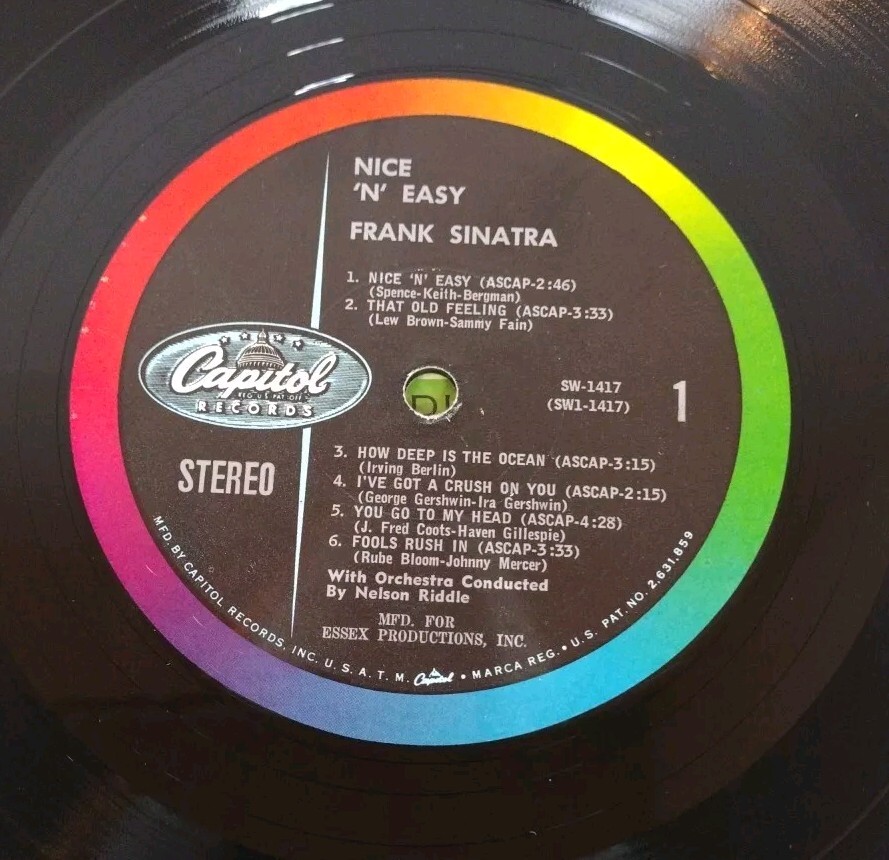 NICE
'N' EASY
FRANK SINATRA
1. NICE 'N' EASY (ASCAP-2:46)
(Spence-Keith-Bergman)
2. THAT OLD FEELING (ASCAP-3:33)
(Lew Brown-Sammy Fain)
Capitol
REG. U.S. PAT. OFF.
RECORDS
SW-1417
(SW1-1417)
1
STEREO
3. HOW DEEP IS THE OCEAN (ASCAP-3:15)
(Irving Berlin)
4. I'VE GOT A CRUSH ON YOU (ASCAP-2:15)
(George Gershwin-Ira Gershwin)
5. YOU GO TO MY HEAD (ASCAP-4:28)
(J. Fred Coots-Haven Gillespie)
6. FOOLS RUSH IN (ASCAP-3:33)
(Rube Bloom-Johnny Mercer)
With Orchestra Conducted
By Nelson Riddle
MFD. FOR
ESSEX PRODUCTIONS, INC.
MFD. BY CAPITOL RECORDS, INC. U. S. A. T. M. Capitol • MARCA REG. • U.S. PAT. NO. 2,631,859